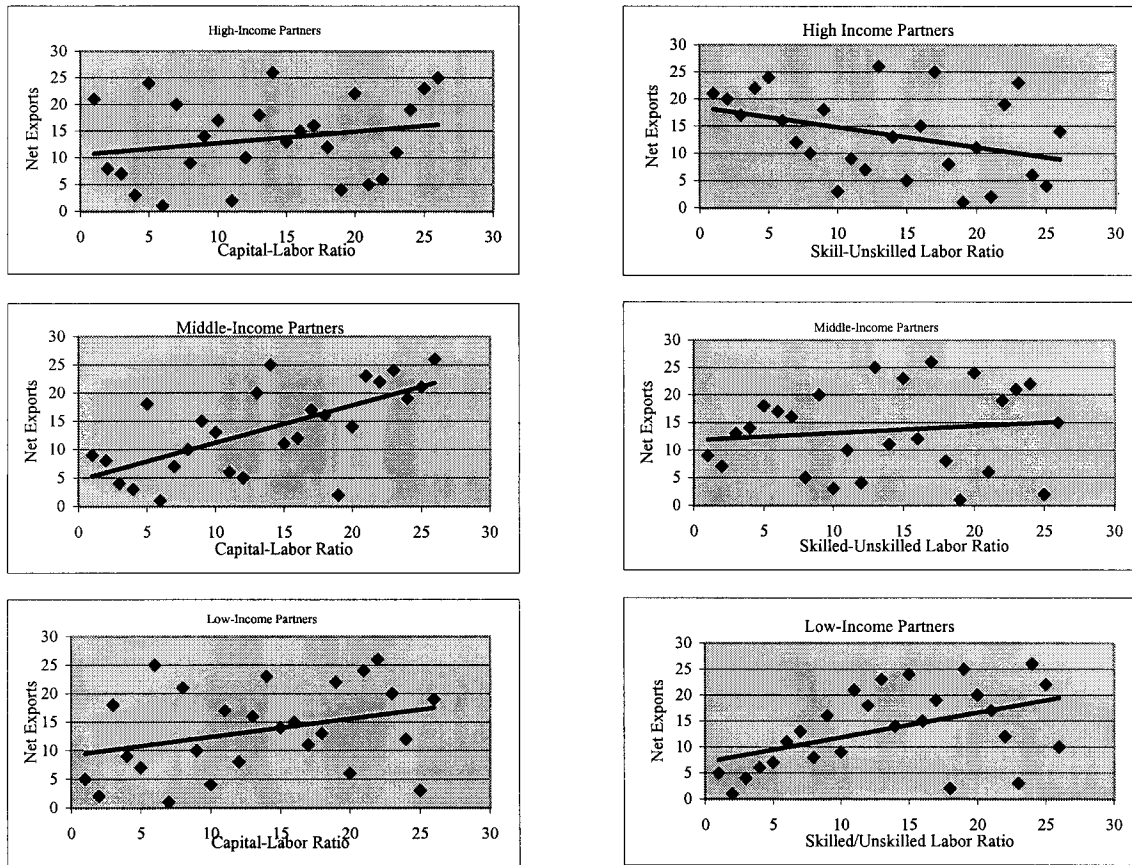 High-Income Partners
Net Exports
30
25
20
15
10
5
0
0 5 10 15 20 25 30
Capital-Labor Ratio
High Income Partners
Net Exports
30
25
20
15
10
5
0
0 5 10 15 20 25 30
Skill-Unskilled Labor Ratio
Middle-Income Partners
Net Exports
30
25
20
15
10
5
0
0 5 10 15 20 25 30
Capital-Labor Ratio
Middle-Income Partners
Net Exports
30
25
20
15
10
5
0
0 5 10 15 20 25 30
Skilled-Unskilled Labor Ratio
Low-Income Partners
Net Exports
30
25
20
15
10
5
0
0 5 10 15 20 25 30
Capital-Labor Ratio
Low-Income Partners
Net Exports
30
25
20
15
10
5
0
0 5 10 15 20 25 30
Skilled/Unskilled Labor Ratio